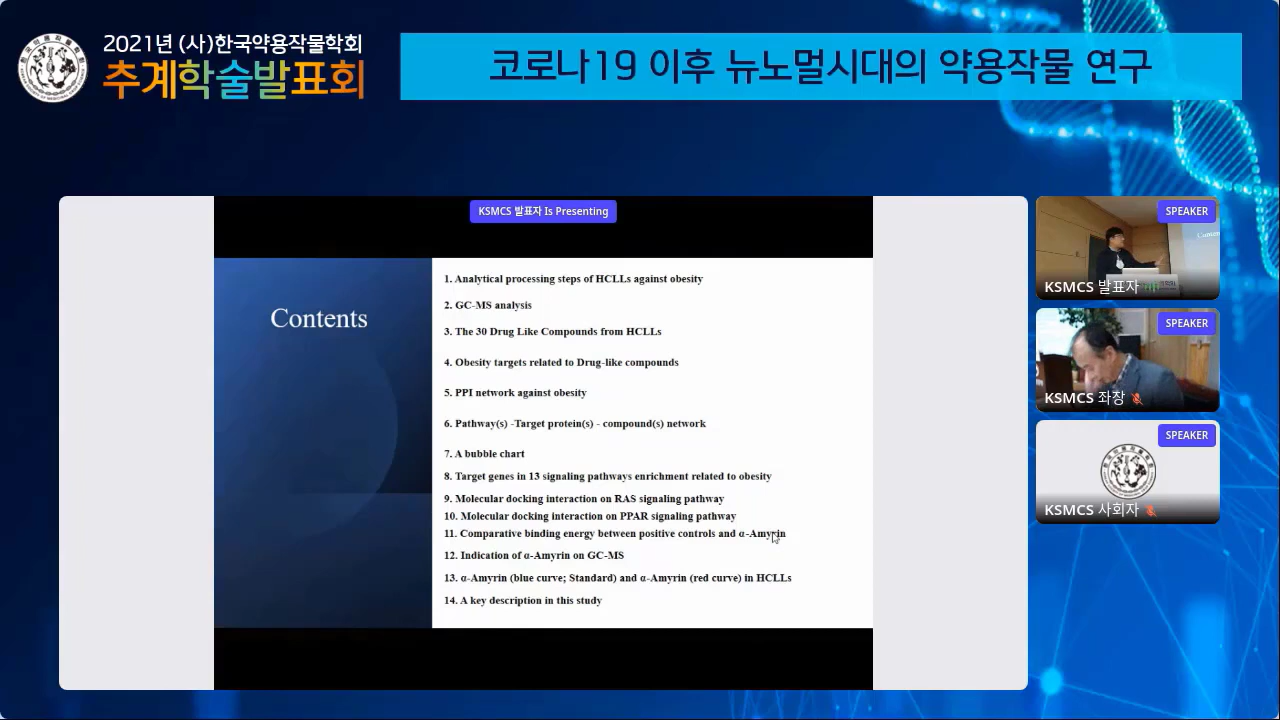 2021년 (사)한국약용작물학회
추계학술발표회
코로나19 이후 뉴노멀시대의 약용작물 연구
KSMCS 발표자 Is Presenting
Contents
1. Analytical processing steps of HCLLs against obesity
2. GC-MS analysis
3. The 30 Drug Like Compounds from HCLLs
4. Obesity targets related to Drug-like compounds
5. PPI network against obesity
6. Pathway(s) -Target protein(s) - compound(s) network
7. A bubble chart
8. Target genes in 13 signaling pathways enrichment related to obesity
9. Molecular docking interaction on RAS signaling pathway
10. Molecular docking interaction on PPAR signaling pathway
11. Comparative binding energy between positive controls and α-Amyrin
12. Indication of α-Amyrin on GC-MS
13. α-Amyrin (blue curve; Standard) and α-Amyrin (red curve) in HCLLs
14. A key description in this study
SPEAKER
KSMCS 발표자
SPEAKER
KSMCS 좌장
SPEAKER
KSMCS 사회자